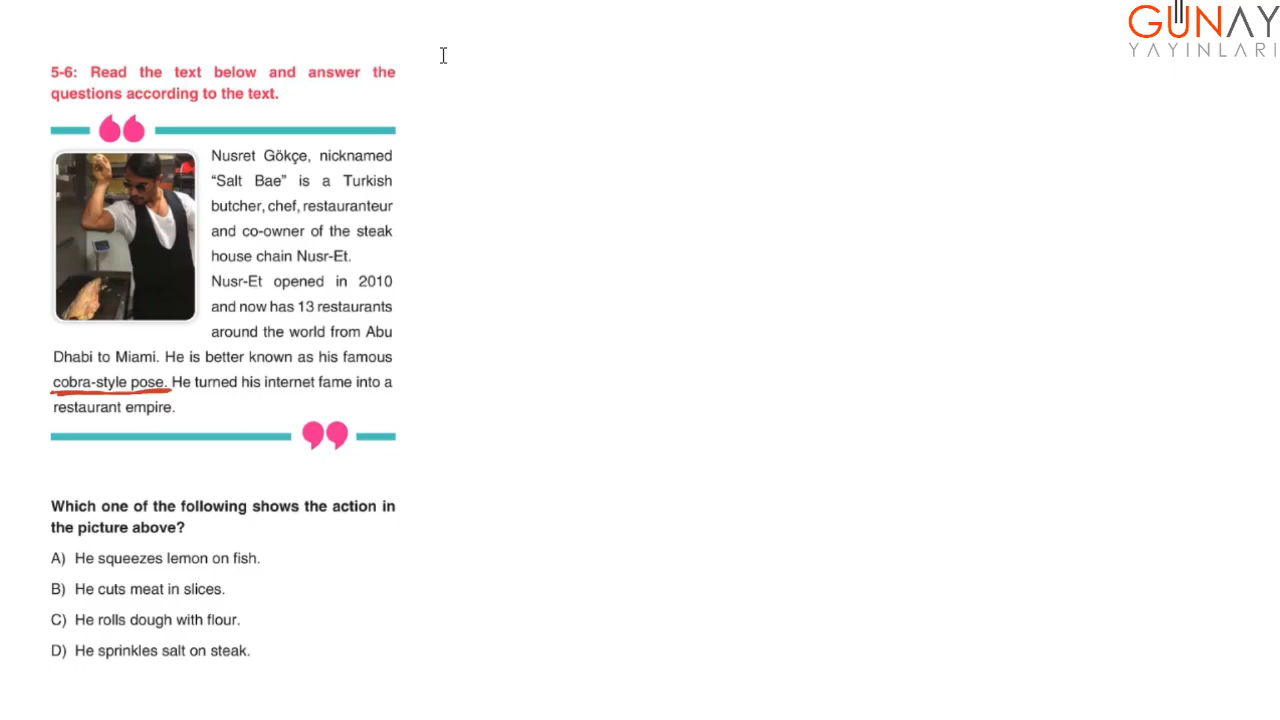 GÜNAY
YAYINLARI
5-6: Read the text below and answer the
questions according to the text.
Nusret Gökçe, nicknamed
“Salt Bae” is a Turkish
butcher, chef, restauranteur
and co-owner of the steak
house chain Nusr-Et.
Nusr-Et opened in 2010
and now has 13 restaurants
around the world from Abu
Dhabi to Miami. He is better known as his famous
cobra-style pose. He turned his internet fame into a
restaurant empire.
Which one of the following shows the action in
the picture above?
A) He squeezes lemon on fish.
B) He cuts meat in slices.
C) He rolls dough with flour.
D) He sprinkles salt on steak.